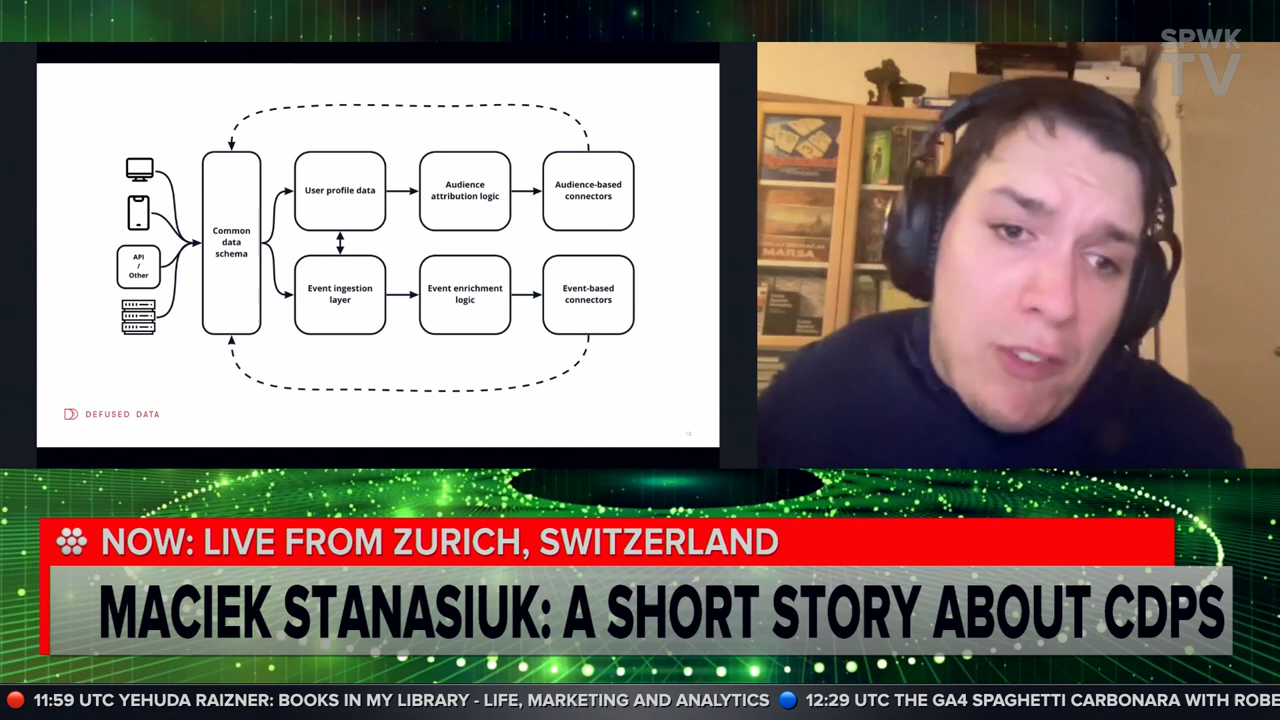 SPWK
TV
User profile data
Audience
attribution logic
Audience-based
connectors
Common
data
schema
API
/
Other
Event ingestion
layer
Event enrichment
logic
Event-based
connectors
DEFUSED DATA
13
MARSA
NOW: LIVE FROM ZURICH, SWITZERLAND
MACIEK STANASIUK: A SHORT STORY ABOUT CDPS
11:59 UTC YEHUDA RAIZNER: BOOKS IN MY LIBRARY - LIFE, MARKETING AND ANALYTICS 12:29 UTC THE GA4 SPAGHETTI CARBONARA WITH ROBE